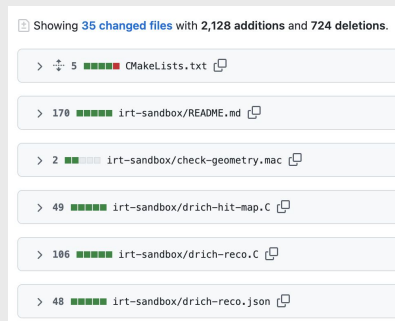 Showing 35 changed files with 2,128 additions and 724 deletions.
5 CMakeLists.txt
170 irt-sandbox/README.md
2 irt-sandbox/check-geometry.mac
49 irt-sandbox/drich-hit-map.C
106 irt-sandbox/drich-reco.C
48 irt-sandbox/drich-reco.json